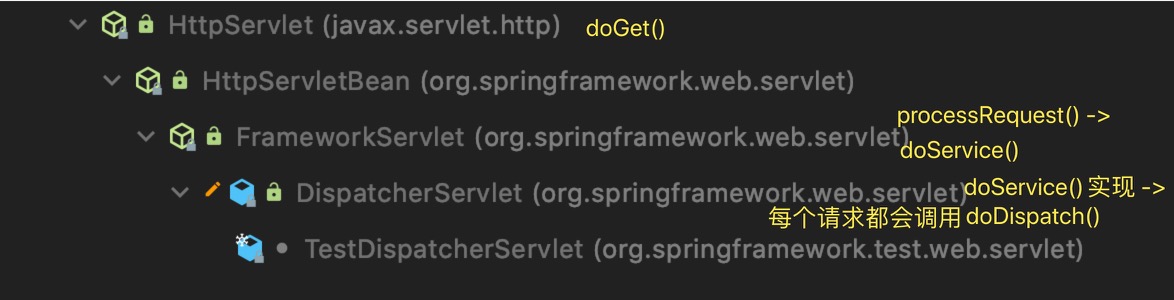 HttpServlet (javax.servlet.http) doGet()
HttpServletBean (org.springframework.web.servlet)
processRequest() ->
FrameworkServlet (org.springframework.web.servlet)
doService()
DispatcherServlet (org.springframework.web.servlet) doService() 实现 ->
每个请求都会调用 doDispatch()
TestDispatcherServlet (org.springframework.test.web.servlet)